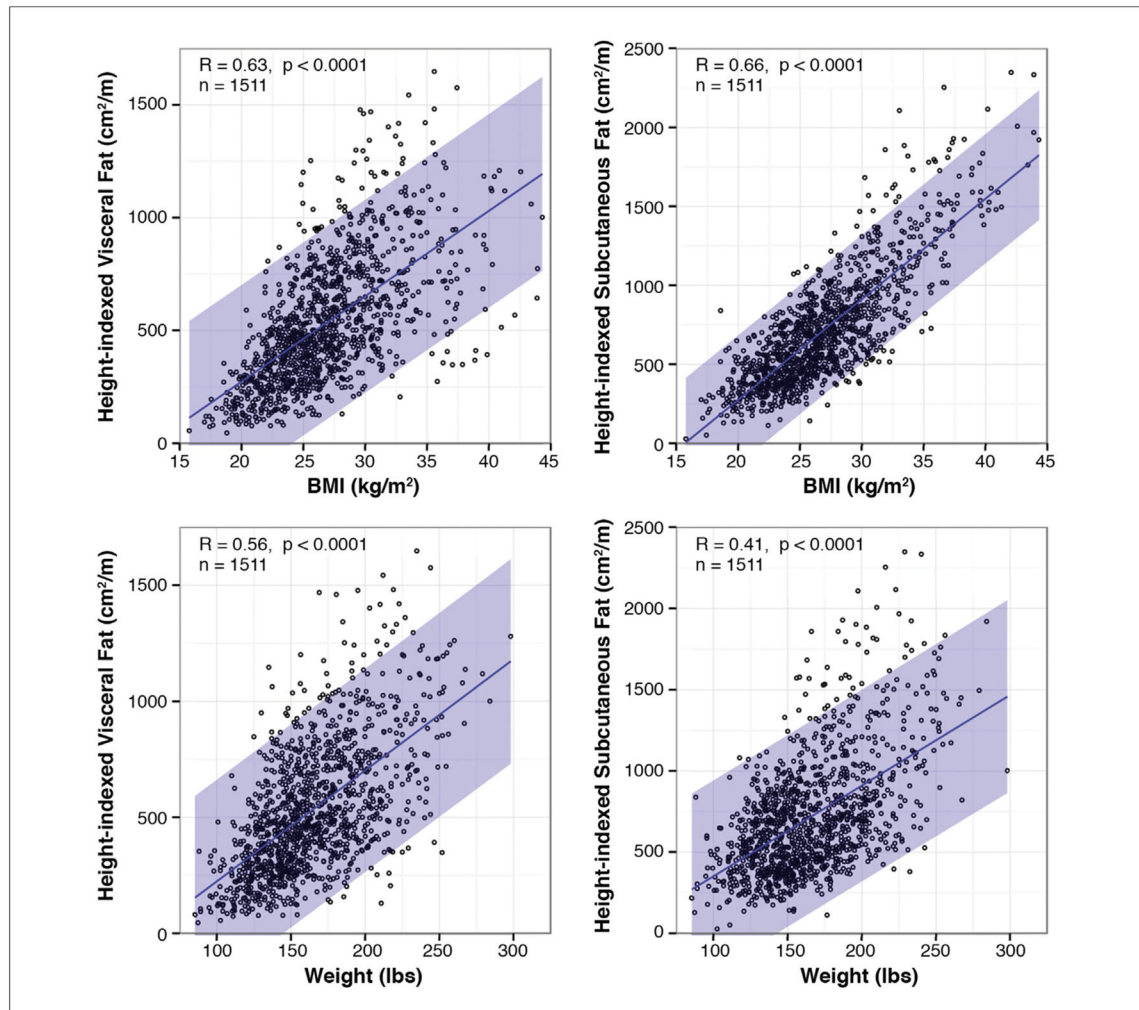 R = 0.63, p < 0.0001
n = 1511
Height-indexed Visceral Fat (cm²/m)
1500
1000
500
0
15 20 25 30 35 40 45
BMI (kg/m²)
R = 0.66, p < 0.0001
n = 1511
Height-indexed Subcutaneous Fat (cm²/m)
2500
2000
1750
1500
1000
500
0
15 20 25 30 35 40 45
BMI (kg/m²)
R = 0.56, p < 0.0001
n = 1511
Height-indexed Visceral Fat (cm²/m)
1500
1000
500
0
100 150 200 250 300
Weight (lbs)
R = 0.41, p < 0.0001
n = 1511
Height-indexed Subcutaneous Fat (cm²/m)
2500
2000
1500
1000
500
0
100 150 200 250 300
Weight (lbs)